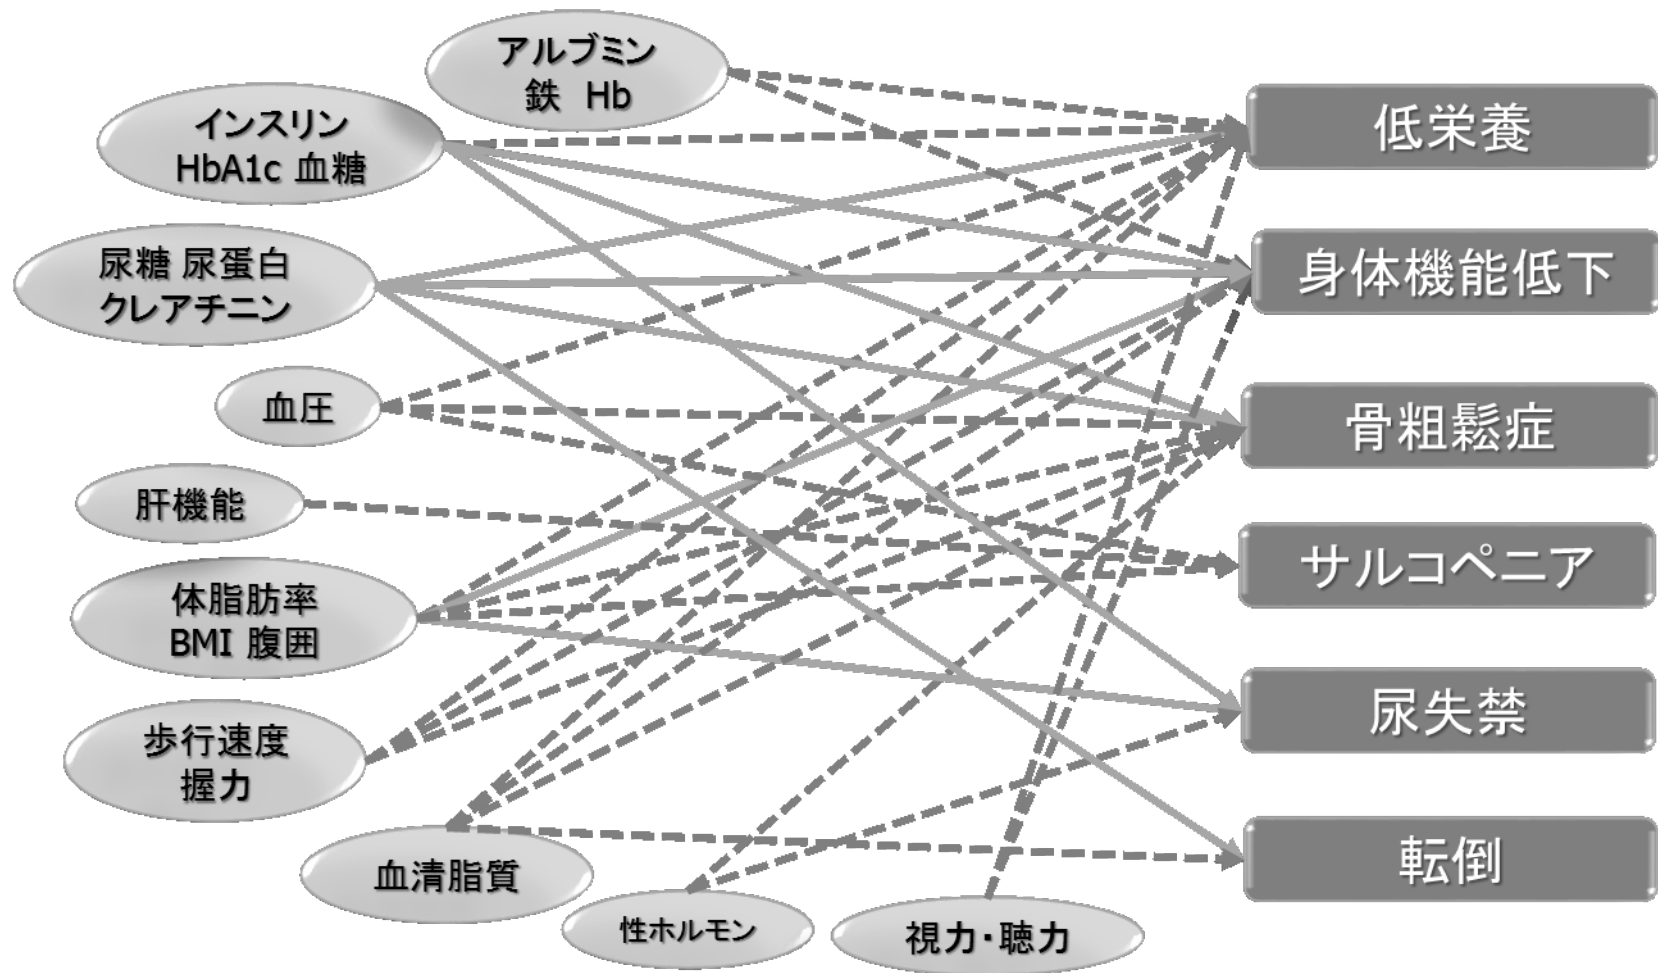 アルブミン
鉄 Hb
インスリン
HbA1c 血糖
尿糖 尿蛋白
クレアチニン
血圧
肝機能
体脂肪率
BMI 腹囲
歩行速度
握力
血清脂質
性ホルモン
視力・聴力
低栄養
身体機能低下
骨粗鬆症
サルコペニア
尿失禁
転倒